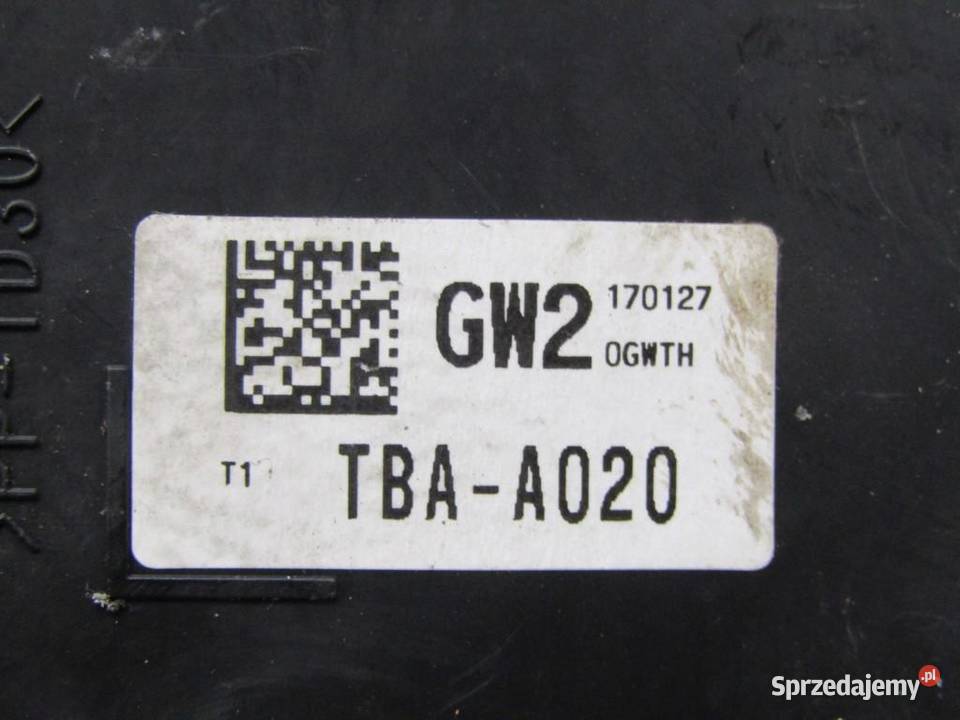 GW2
170127
0GWTH
T1
TBA-A020
Sprzedajemy.pl